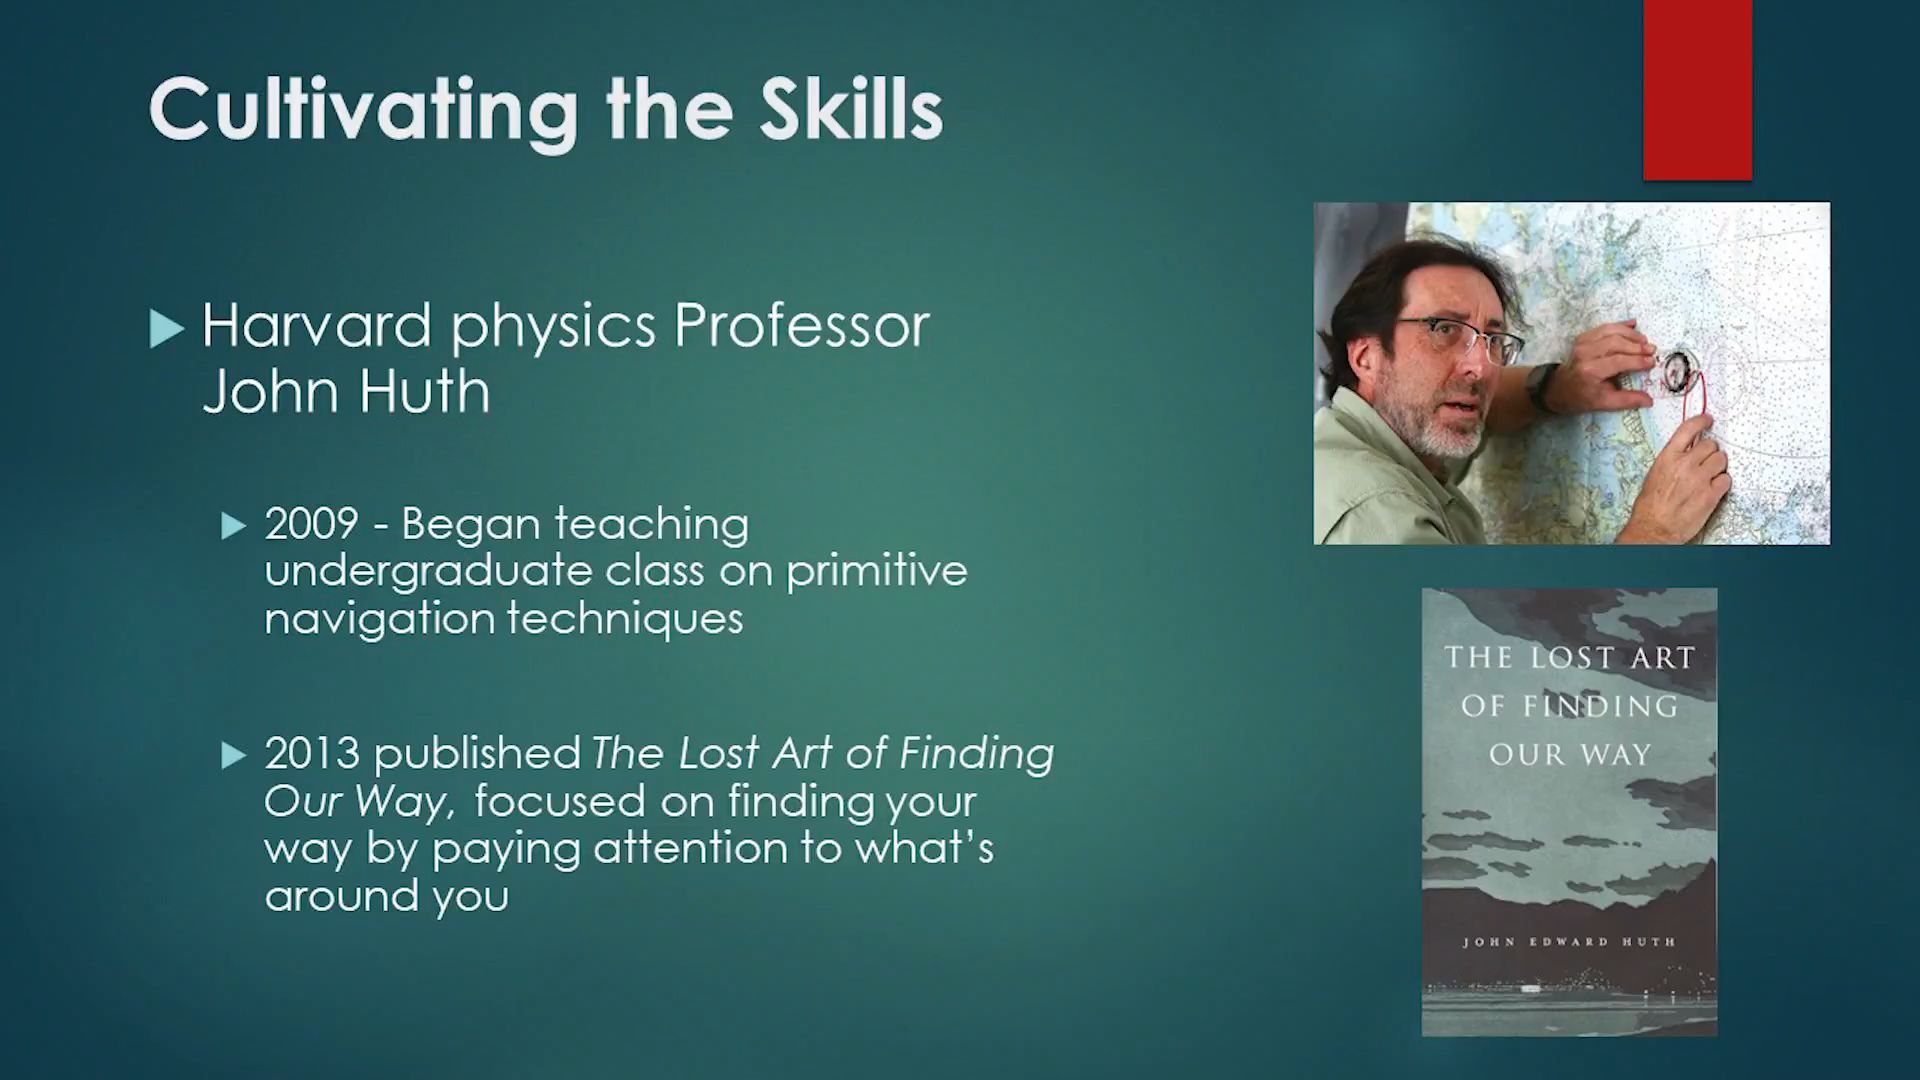 Cultivating the Skills
Harvard physics Professor
John Huth
2009 - Began teaching
undergraduate class on primitive
navigation techniques
2013 published The Lost Art of Finding
Our Way, focused on finding your
way by paying attention to what’s
around you
THE LOST ART
OF FINDING
OUR WAY
JOHN EDWARD HUTH